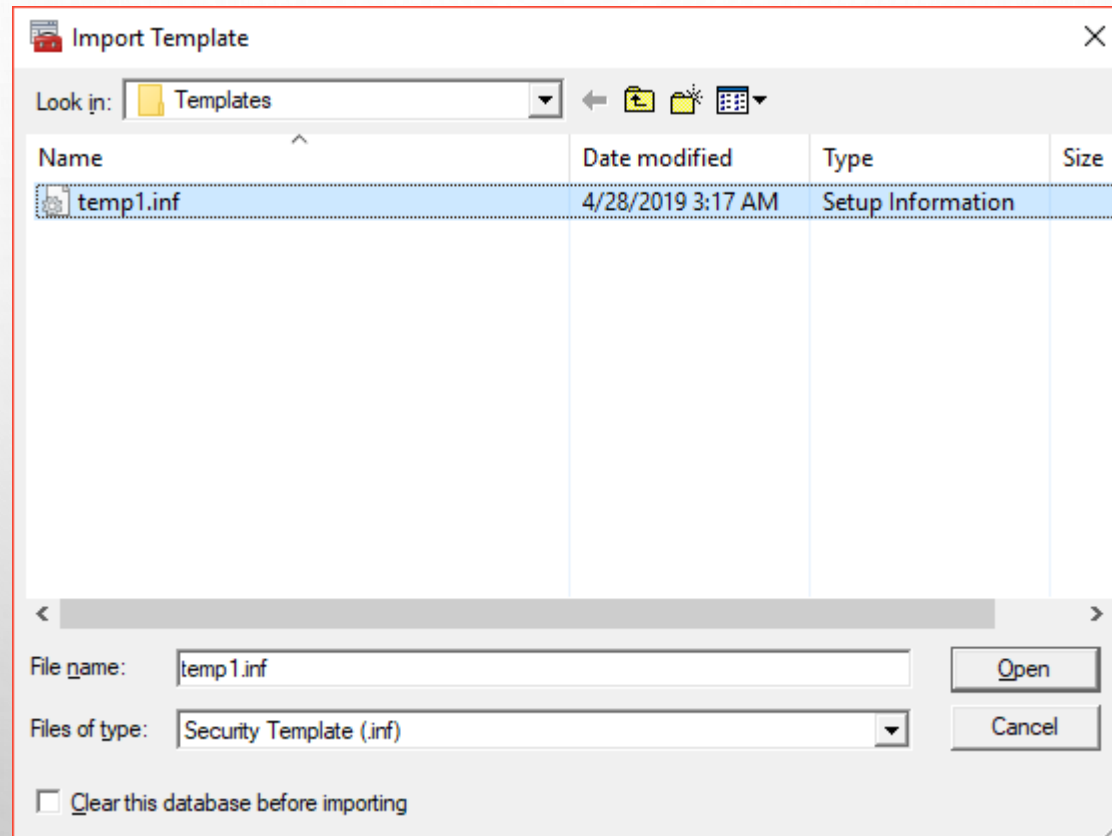 Import Template
Look in: Templates
Name Date modified Type Size
temp1.inf 4/28/2019 3:17 AM Setup Information
File name: temp1.inf Open
Files of type: Security Template (.inf) Cancel
Clear this database before importing